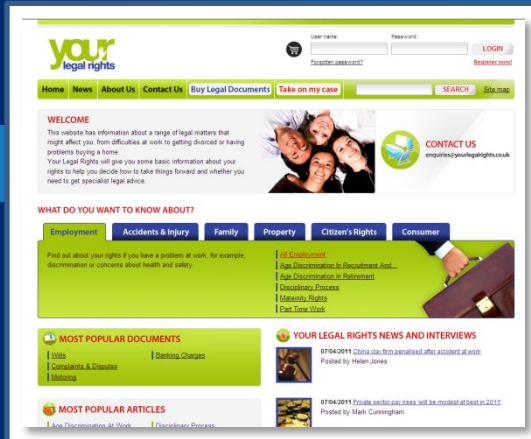 User name:
Password:
LOGIN
Forgotten password?
Register now!
your
legal rights
Home News About Us Contact Us Buy Legal Documents Take on my case SEARCH Site map
WELCOME
This website has information about a range of legal matters that
might affect you, from difficulties at work to getting divorced or having
problems buying a home.
Your Legal Rights will give you some basic information about your
rights to help you decide how to take things forward and whether you
need to get specialist legal advice.
CONTACT US
enquiries@yourlegalrights.co.uk
WHAT DO YOU WANT TO KNOW ABOUT?
Employment Accidents & Injury Family Property Citizen's Rights Consumer
Find out about your rights if you have a problem at work, for example,
discrimination or concerns about health and safety.
All Employment
Age Discrimination In Recruitment And...
Age Discrimination In Retirement
Disciplinary Process
Maternity Rights
Part Time Work
MOST POPULAR DOCUMENTS
Wills
Banking Charges
Complaints & Disputes
Motoring
YOUR LEGAL RIGHTS NEWS AND INTERVIEWS
07/04/2011 China clay firm penalised after accident at work
Posted by Helen Jones
07/04/2011 Private sector pay rises 'will be modest at best in 2011'
Posted by Mark Cunningham
MOST POPULAR ARTICLES
Age Discrimination At Work
Disciplinary Process